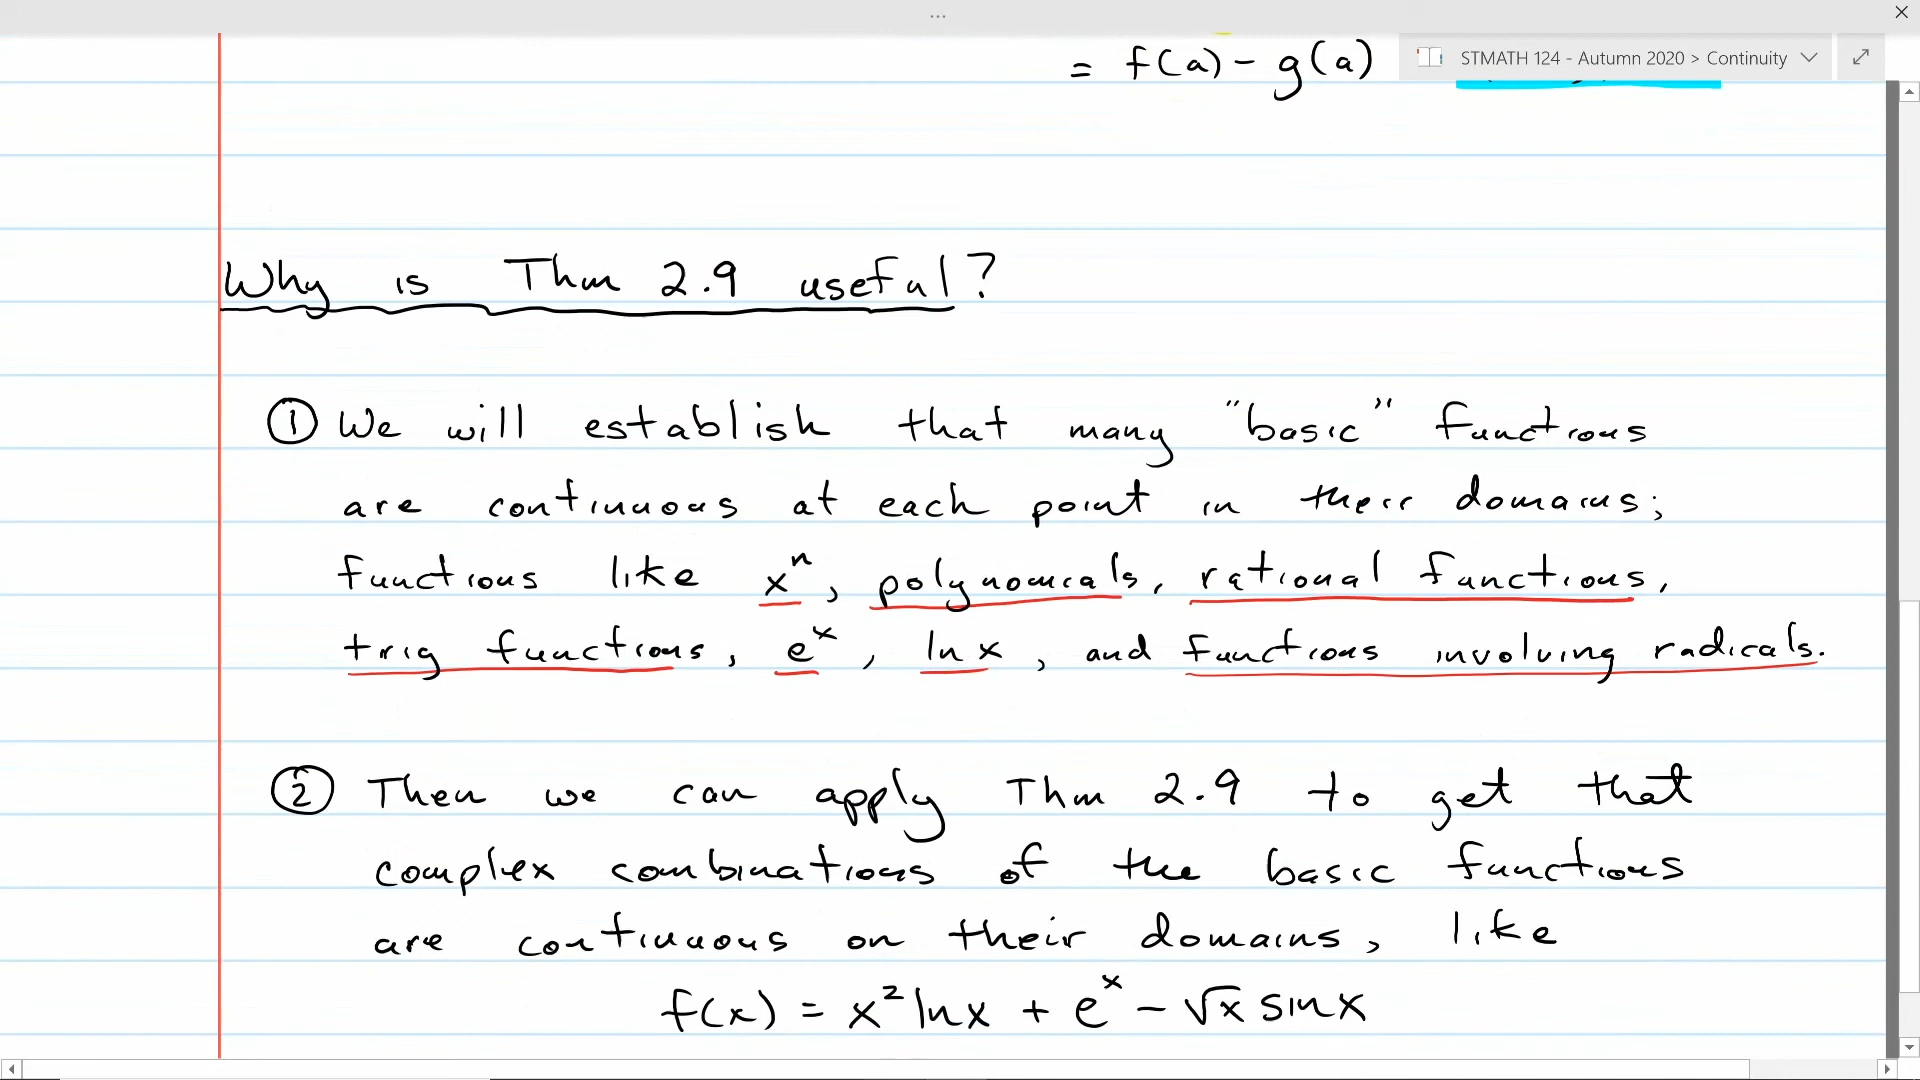 = f(a) - g(a)
STMATH 124 - Autumn 2020 > Continuity
Why is Thm 2.9 useful?
① We will establish that many "basic" functions
are continuous at each point in their domains;
functions like xⁿ, polynomials, rational functions,
trig functions, eˣ, ln x, and functions involving radicals.
② Then we can apply Thm 2.9 to get that
complex combinations of the basic functions
are continuous on their domains, like
f(x) = x² ln x + eˣ - √x sin x